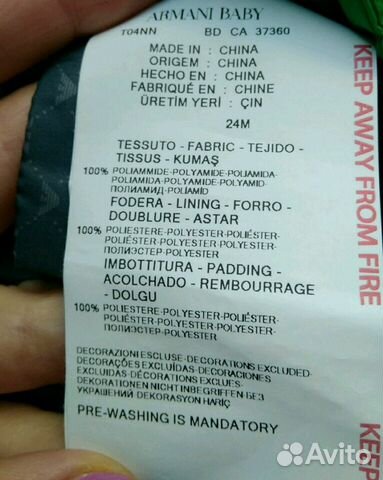 ARMANI BABY
T04NN BD CA 37360
MADE IN : CHINA
ORIGEM : CHINA
HECHO EN : CHINA
FABRIQUÉ EN : CHINE
ÜRETİM YERİ : ÇIN
24M
TESSUTO - FABRIC - TEJIDO-
TISSUS - KUMAŞ
100% POLIAMMIDE-POLYAMIDE-POLIAMIDA-
POLIAMIDA-POLYAMIDE-POLYAMID-
ПОЛИАМИД-POLİAMİD
FODERA - LINING - FORRO -
DOUBLURE - ASTAR
100% POLIESTERE-POLYESTER-POLIÉSTER-
POLIÉSTER-POLYESTER-POLYESTER-
ПОЛИЭСТЕР-POLYESTER
IMBOTTITURA - PADDING -
ACOLCHADO - REMBOURRAGE
- DOLGU
100% POLIESTERE-POLYESTER-POLIÉSTER-
POLIÉSTER-POLYESTER-POLYESTER-
ПОЛИЭСТЕР-POLYESTER
DECORAZIONI ESCLUSE-DECORATIONS EXCLUDED-
DECORAÇÕES EXCLUÍDAS-DECORACIONES
EXCLUIDAS-DÉCORATIONS EXCLUES-
DEKORATIONEN NICHT INBEGRIFFEN-БЕЗ
УКРАШЕНИЙ DEKORASYON HARİÇ
PRE-WASHING IS MANDATORY
KEEP AWAY FROM FIRE
KEEP
Avito